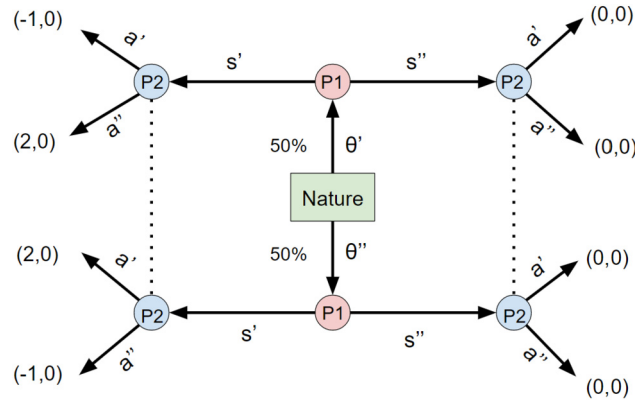 (-1,0)
a'
(0,0)
a'
s'
s''
P2
P1
P2
a''
a''
(2,0)
50%
θ'
(0,0)
Nature
50%
θ''
(2,0)
a'
(0,0)
a'
P2
P1
P2
s'
s''
a''
a''
(-1,0)
(0,0)